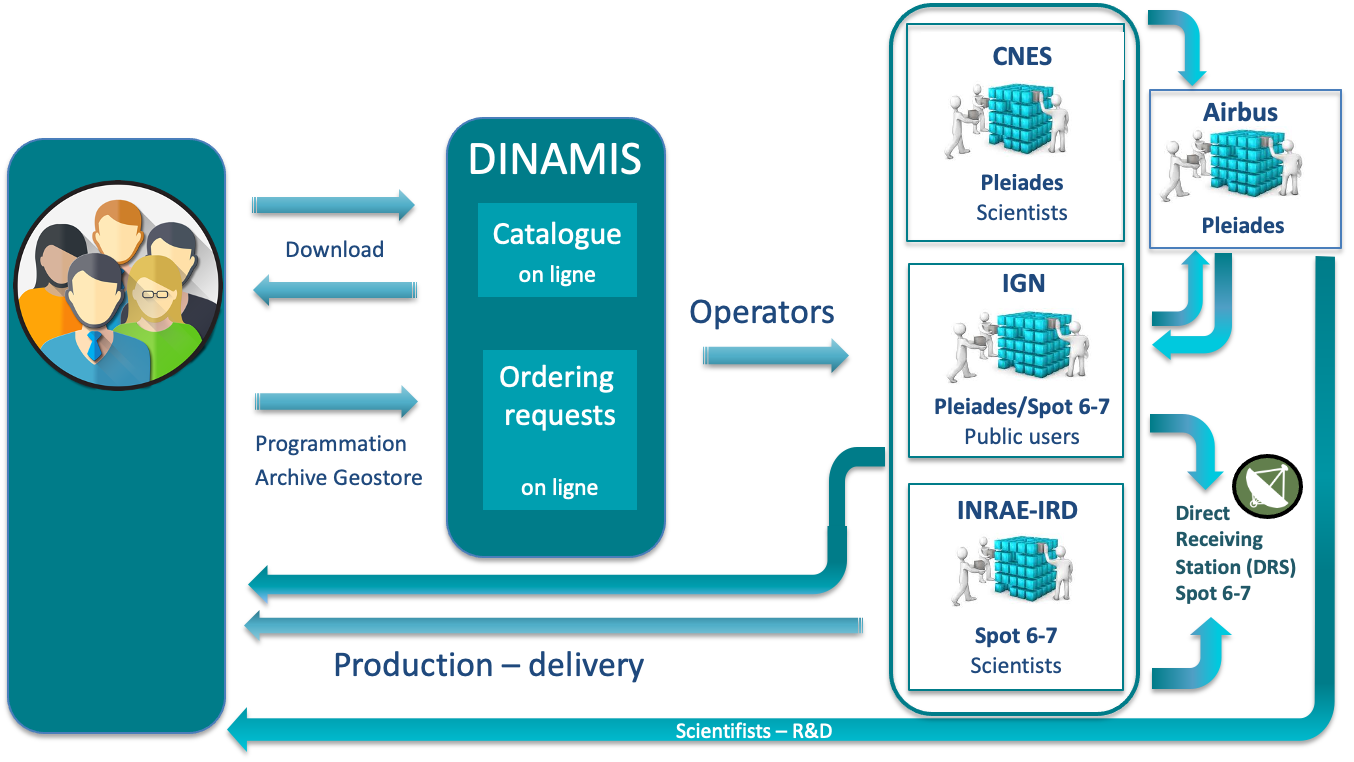 DINAMIS
Catalogue
on ligne
Ordering
requests
on ligne
Download
Programmation
Archive Geostore
Operators
CNES
Pleiades
Scientists
IGN
Pleiades/Spot 6-7
Public users
INRAE-IRD
Spot 6-7
Scientists
Airbus
Pleiades
Direct
Receiving
Station (DRS)
Spot 6-7
Production – delivery
Scientifists – R&D